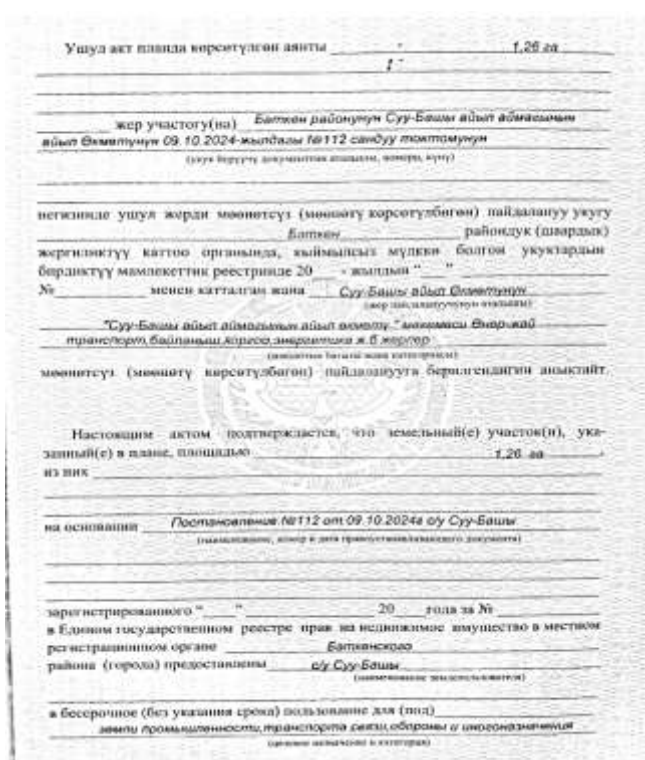 Ушул акт планда көрсөтүлгөн аянты 1,26 га
жер участогу(на) Баткен районунун Суу-Башы айыл аймагынын
айыл Өкмөтүнүн 09.10.2024-жылдагы №112 сандуу токтомунун
(укук берүүчү документтин аталышы, номери, күнү)
негизинде ушул жерди мөөнөтсүз (мөөнөтү көрсөтүлбөгөн) пайдалануу укугу
Баткен райондук (шаардык)
жергиликтүү каттоо органында, кыймылсыз мүлккө болгон укуктардын
бирдиктүү мамлекеттик реестринде 20 - жылдын “ ”
№ менен катталган жана Суу-Башы айыл Өкмөтүнүн
(жер пайдалануучунун аталышы)
"Суу-Башы айыл аймагынын айыл өкмөтү " мекемеси Өнөр-жай
транспорт,байланыш,коргоо,энергетика ж.б жерлер
мөөнөтсүз (мөөнөтү көрсөтүлбөгөн) пайдаланууга берилгендигин аныктайт.
Настоящим актом подтверждается, что земельный(е) участок(и), ука-
занный(е) в плане, площадью 1,26 га
из них
на основании Постановление №112 от 09.10.2024г с/у Суу-Башы
(наименование, номер и дата правоустанавливающего документа)
зарегистрированного “ ” 20 года за №
в Едином государственном реестре прав на недвижимое имущество в местном
регистрационном органе Баткенского
района (города) предоставлены с/у Суу-Башы
(наименование землепользователя)
в бессрочное (без указания срока) пользование для (под)
земли промышленности,транспорта связи,обороны и иногоназначения
(целевое назначение и категория)